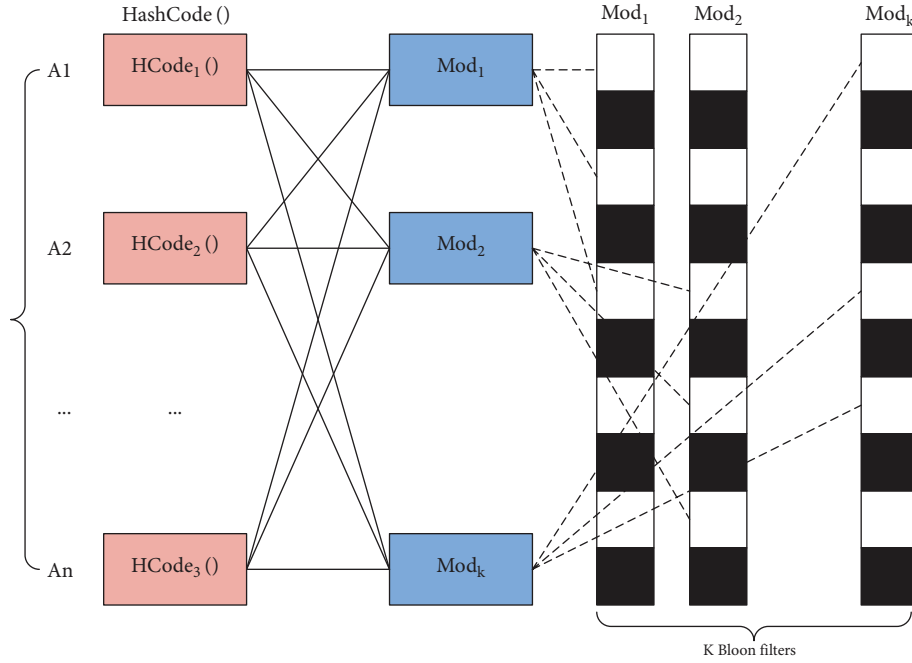 HashCode ()
Mod₁ Mod₂ Modₖ
A1 HCode₁ () Mod₁
A2 HCode₂ () Mod₂
... ...
An HCode₃ () Modₖ
K Bloon filters